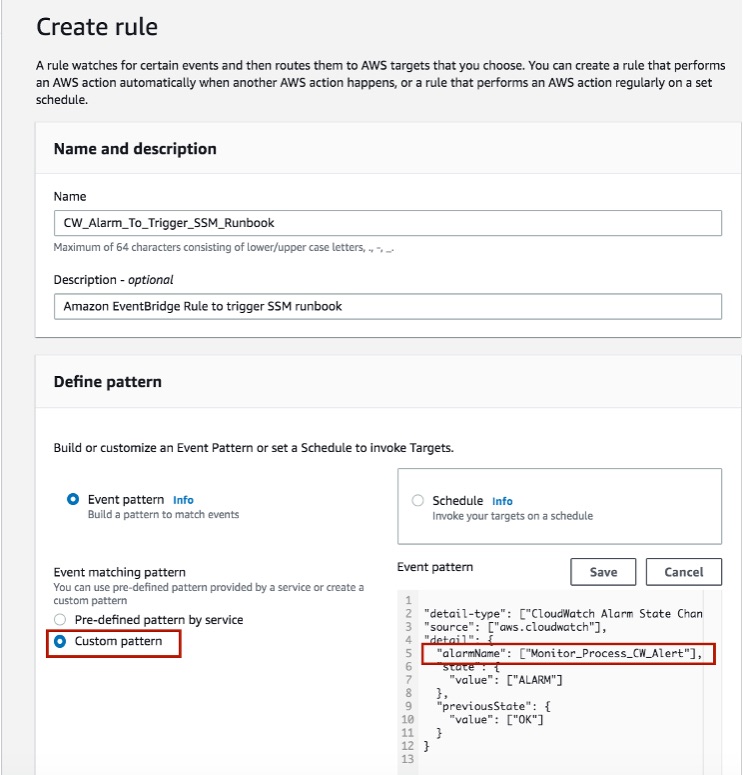 Create rule
A rule watches for certain events and then routes them to AWS targets that you choose. You can create a rule that performs
an AWS action automatically when another AWS action happens, or a rule that performs an AWS action regularly on a set
schedule.
Name and description
Name
CW_Alarm_To_Trigger_SSM_Runbook
Maximum of 64 characters consisting of lower/upper case letters, ., -, _.
Description - optional
Amazon EventBridge Rule to trigger SSM runbook
Define pattern
Build or customize an Event Pattern or set a Schedule to invoke Targets.
Event pattern Info
Build a pattern to match events
Schedule Info
Invoke your targets on a schedule
Event matching pattern
You can use pre-defined pattern provided by a service or create a
custom pattern
Pre-defined pattern by service
Custom pattern
Event pattern
Save
Cancel
1
2 "detail-type": ["CloudWatch Alarm State Chan
3 "source": ["aws.cloudwatch"],
4 "detail": {
5 "alarmName": ["Monitor_Process_CW_Alert"],
6 "state": {
7 "value": ["ALARM"]
8 },
9 "previousState": {
10 "value": ["OK"]
11 }
12 }
13